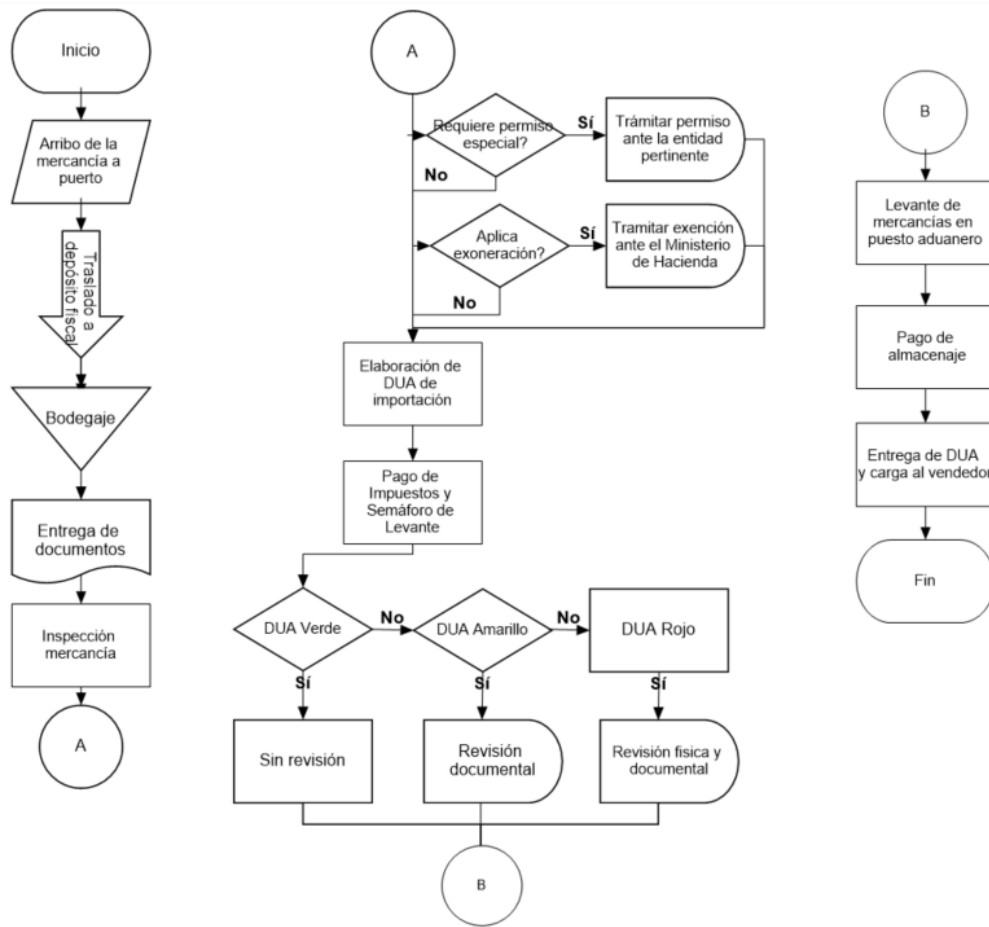 Inicio
Arribo de la
mercancía a
puerto
Traslado a
depósito fiscal
Bodegaje
Entrega de
documentos
Inspección
mercancía
A
A
Requiere permiso
especial?
Sí
No
Trámitar permiso
ante la entidad
pertinente
Aplica
exoneración?
Sí
No
Tramitar exención
ante el Ministerio
de Hacienda
Elaboración de
DUA de
importación
Pago de
Impuestos y
Semáforo de
Levante
DUA Verde
No
DUA Amarillo
No
DUA Rojo
Sí
Sí
Sí
Sin revisión
Revisión
documental
Revisión fisica y
documental
B
B
Levante de
mercancías en
puesto aduanero
Pago de
almacenaje
Entrega de DUA
y carga al vendedor
Fin